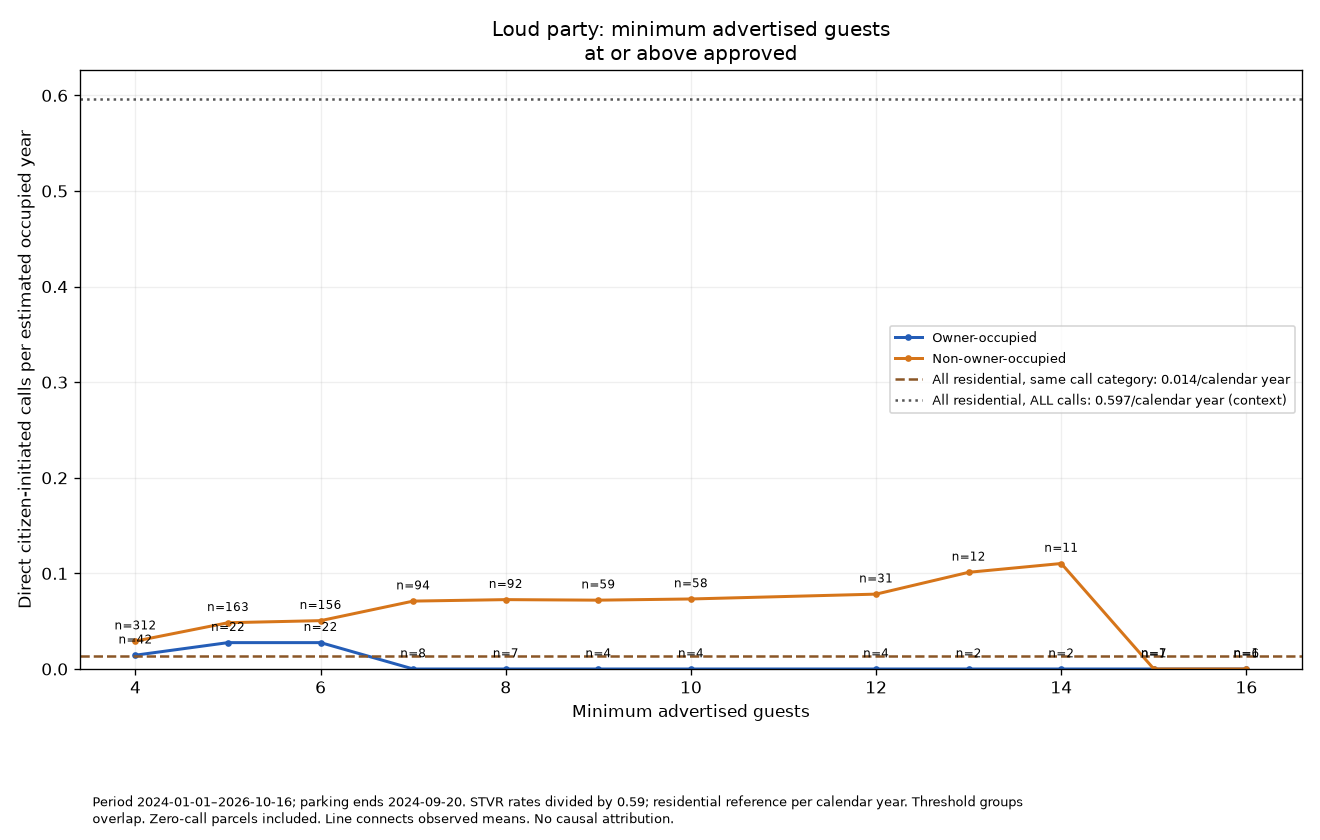 Loud party: minimum advertised guests
at or above approved
Direct citizen-initiated calls per estimated occupied year
0.6
0.5
0.4
0.3
0.2
0.1
0.0
Owner-occupied
Non-owner-occupied
All residential, same call category: 0.014/calendar year
All residential, ALL calls: 0.597/calendar year (context)
n=312
n=163
n=156
n=94
n=92
n=59
n=58
n=31
n=12
n=11
n=42
n=22
n=22
n=8
n=7
n=4
n=4
n=4
n=2
n=2
4
6
8
10
12
14
16
Minimum advertised guests
Period 2024-01-01–2026-10-16; parking ends 2024-09-20. STVR rates divided by 0.59; residential reference per calendar year. Threshold groups
overlap. Zero-call parcels included. Line connects observed means. No causal attribution.